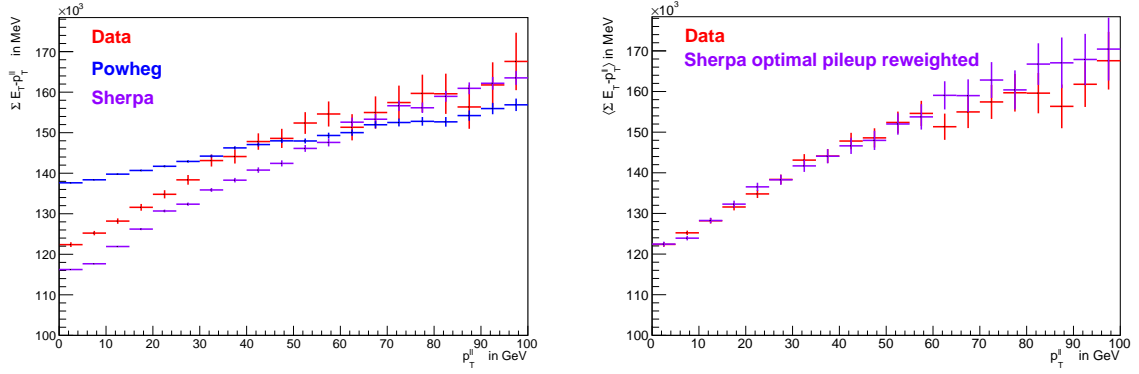 ×10³
Σ E_T-p_T^ll in MeV
Data
Powheg
Sherpa
170
160
150
140
130
120
110
100
0 10 20 30 40 50 60 70 80 90 100
p_T^ll in GeV
×10³
⟨Σ E_T-p_T^ll⟩ in MeV
Data
Sherpa optimal pileup reweighted
170
160
150
140
130
120
110
100
0 10 20 30 40 50 60 70 80 90 100
p_T^ll in GeV